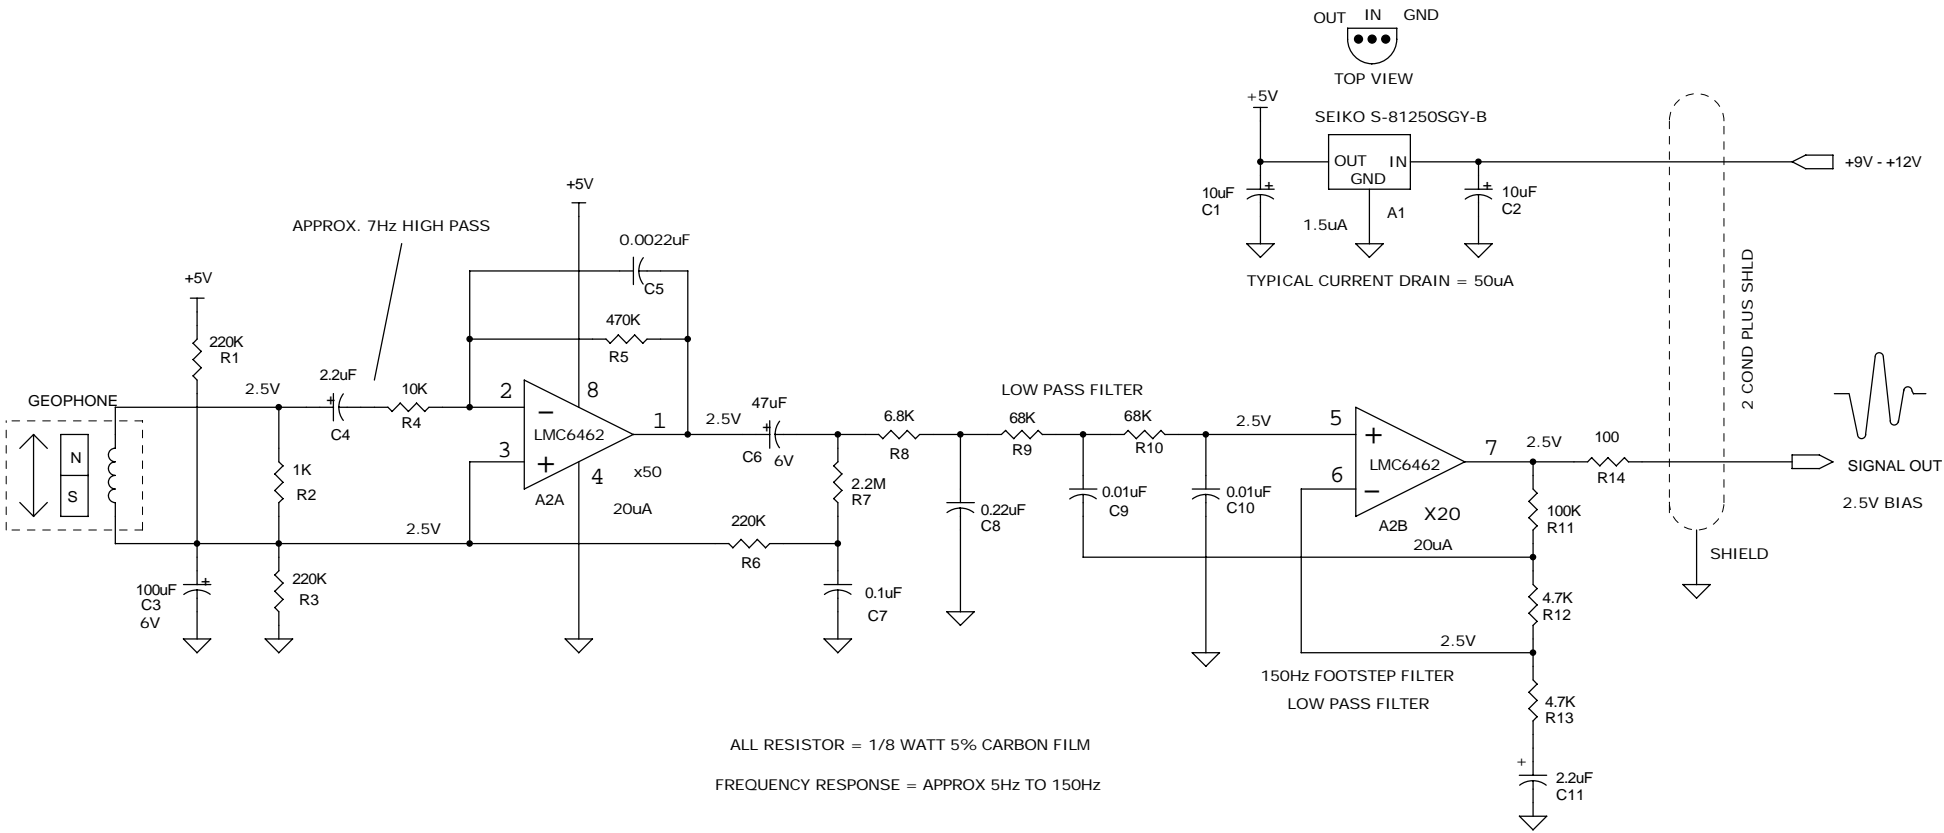 OUT IN GND
TOP VIEW
+5V
SEIKO S-81250SGY-B
OUT IN
GND
+9V - +12V
10uF
C1
1.5uA
A1
10uF
C2
TYPICAL CURRENT DRAIN = 50uA
2 COND PLUS SHLD
APPROX. 7Hz HIGH PASS
+5V
0.0022uF
C5
+5V
220K
R1
470K
R5
GEOPHONE
N
S
2.5V
2.2uF
C4
10K
R4
2
3
8
1
4
LMC6462
A2A
x50
20uA
2.5V
1K
R2
2.5V
100uF
C3
6V
220K
R3
47uF
C6
6V
6.8K
R8
2.2M
R7
220K
R6
0.1uF
C7
0.22uF
C8
LOW PASS FILTER
68K
R9
68K
R10
0.01uF
C9
0.01uF
C10
2.5V
5
6
7
LMC6462
A2B
X20
20uA
2.5V
100
R14
SIGNAL OUT
2.5V BIAS
100K
R11
SHIELD
4.7K
R12
2.5V
150Hz FOOTSTEP FILTER
LOW PASS FILTER
4.7K
R13
2.2uF
C11
ALL RESISTOR = 1/8 WATT 5% CARBON FILM
FREQUENCY RESPONSE = APPROX 5Hz TO 150Hz